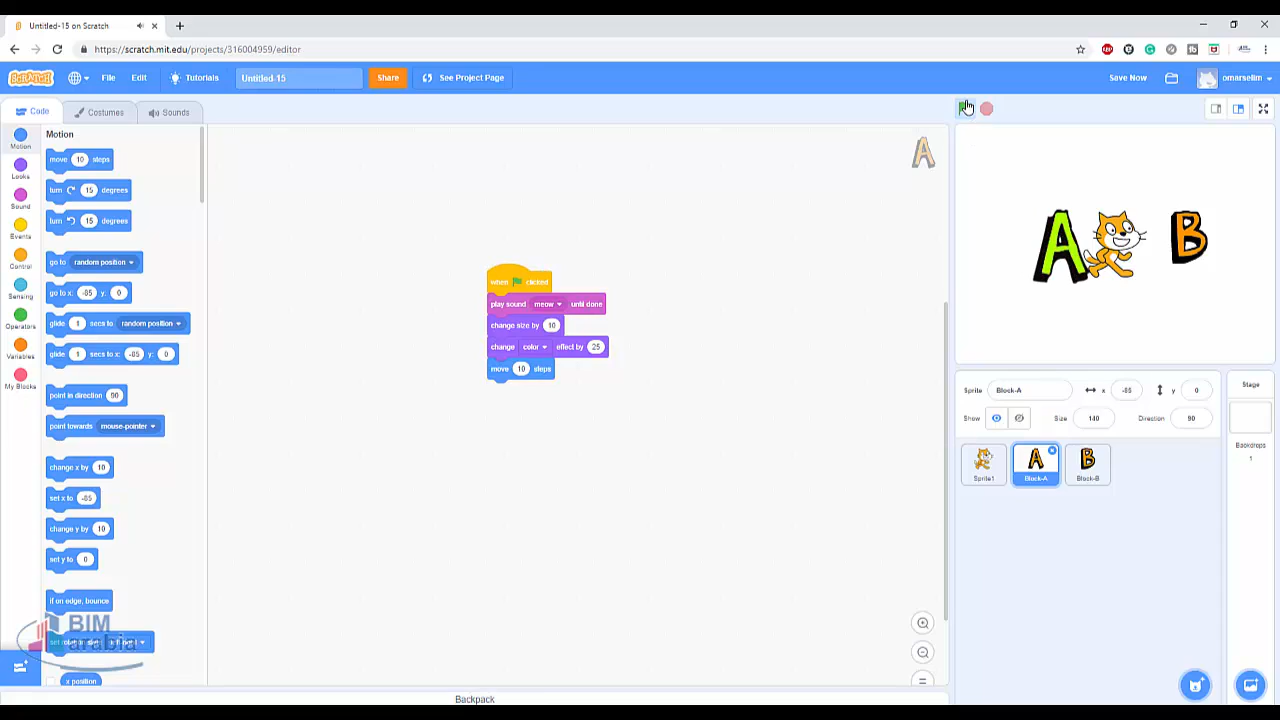 Untitled-15 on Scratch
https://scratch.mit.edu/projects/316004959/editor
SCRATCH
File
Edit
Tutorials
Untitled-15
Share
See Project Page
Save Now
omarselim
Code
Costumes
Sounds
Motion
Looks
Sound
Events
Control
Sensing
Operators
Variables
My Blocks
Motion
move 10 steps
turn 15 degrees
turn 15 degrees
go to random position
go to x: -85 y: 0
glide 1 secs to random position
glide 1 secs to x: -85 y: 0
point in direction 90
point towards mouse-pointer
change x by 10
set x to -85
change y by 10
set y to 0
if on edge, bounce
x position
BIM
arabia
when clicked
play sound meow until done
change size by 10
change color effect by 25
move 10 steps
A
A
B
Sprite Block-A x -85 y 0
Show Size 140 Direction 90
A
B
Sprite1
Block-A
Block-B
Stage
Backdrops
1
Backpack